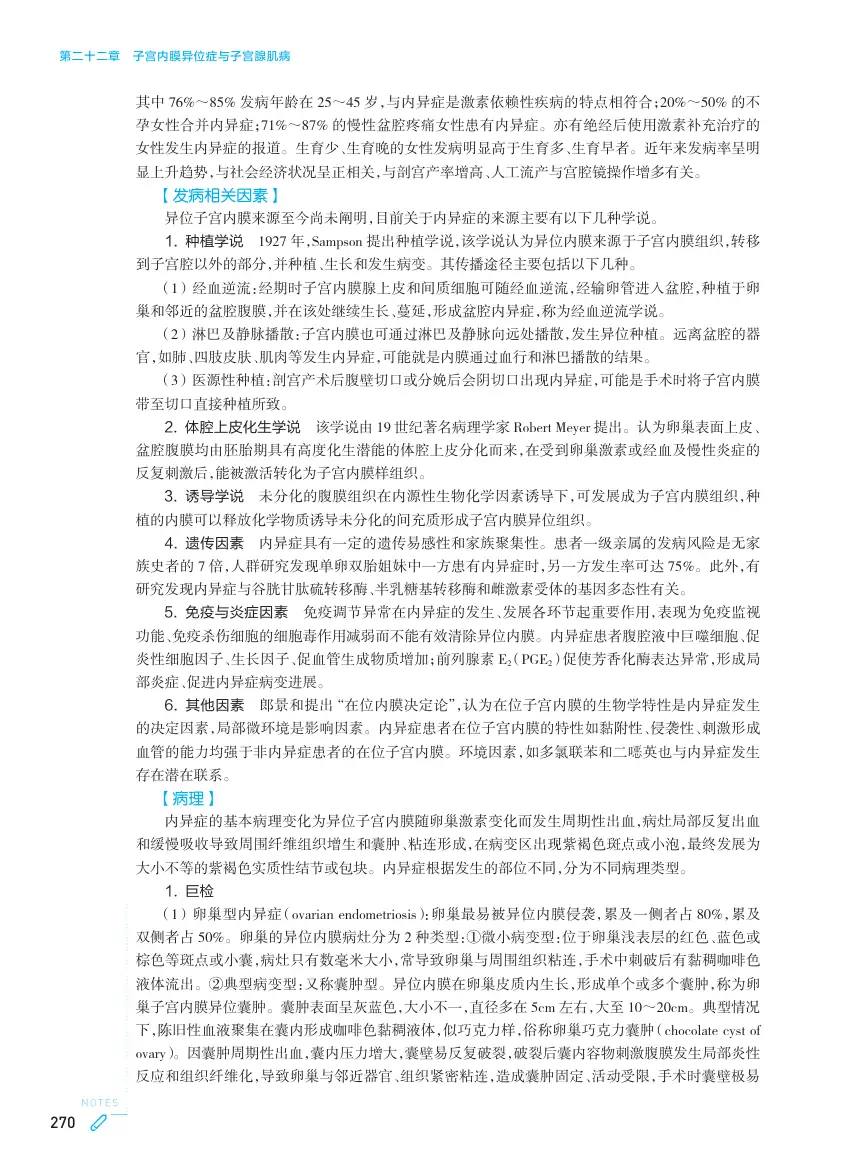 第二十二章 子宫内膜异位症与子宫腺肌病
其中 76%～85% 发病年龄在 25～45 岁,与内异症是激素依赖性疾病的特点相符合;20%～50% 的不
孕女性合并内异症;71%～87% 的慢性盆腔疼痛女性患有内异症。亦有绝经后使用激素补充治疗的
女性发生内异症的报道。生育少、生育晚的女性发病明显高于生育多、生育早者。近年来发病率呈明
显上升趋势,与社会经济状况呈正相关,与剖宫产率增高、人工流产与宫腔镜操作增多有关。
【发病相关因素】
异位子宫内膜来源至今尚未阐明,目前关于内异症的来源主要有以下几种学说。
1. 种植学说 1927 年,Sampson 提出种植学说,该学说认为异位内膜来源于子宫内膜组织,转移
到子宫腔以外的部分,并种植、生长和发生病变。其传播途径主要包括以下几种。
（1）经血逆流:经期时子宫内膜腺上皮和间质细胞可随经血逆流,经输卵管进入盆腔,种植于卵
巢和邻近的盆腔腹膜,并在该处继续生长、蔓延,形成盆腔内异症,称为经血逆流学说。
（2）淋巴及静脉播散:子宫内膜也可通过淋巴及静脉向远处播散,发生异位种植。远离盆腔的器
官,如肺、四肢皮肤、肌肉等发生内异症,可能就是内膜通过血行和淋巴播散的结果。
（3）医源性种植:剖宫产术后腹壁切口或分娩后会阴切口出现内异症,可能是手术时将子宫内膜
带至切口直接种植所致。
2. 体腔上皮化生学说 该学说由 19 世纪著名病理学家 Robert Meyer 提出。认为卵巢表面上皮、
盆腔腹膜均由胚胎期具有高度化生潜能的体腔上皮分化而来,在受到卵巢激素或经血及慢性炎症的
反复刺激后,能被激活转化为子宫内膜样组织。
3. 诱导学说 未分化的腹膜组织在内源性生物化学因素诱导下,可发展成为子宫内膜组织,种
植的内膜可以释放化学物质诱导未分化的间充质形成子宫内膜异位组织。
4. 遗传因素 内异症具有一定的遗传易感性和家族聚集性。患者一级亲属的发病风险是无家
族史者的 7 倍,人群研究发现单卵双胎姐妹中一方患有内异症时,另一方发生率可达 75%。此外,有
研究发现内异症与谷胱甘肽硫转移酶、半乳糖基转移酶和雌激素受体的基因多态性有关。
5. 免疫与炎症因素 免疫调节异常在内异症的发生、发展各环节起重要作用,表现为免疫监视
功能、免疫杀伤细胞的细胞毒作用减弱而不能有效清除异位内膜。内异症患者腹腔液中巨噬细胞、促
炎性细胞因子、生长因子、促血管生成物质增加;前列腺素 E₂（PGE₂）促使芳香化酶表达异常,形成局
部炎症、促进内异症病变进展。
6. 其他因素 郎景和提出“在位内膜决定论”,认为在位子宫内膜的生物学特性是内异症发生
的决定因素,局部微环境是影响因素。内异症患者在位子宫内膜的特性如黏附性、侵袭性、刺激形成
血管的能力均强于非内异症患者的在位子宫内膜。环境因素,如多氯联苯和二噁英也与内异症发生
存在潜在联系。
【病理】
内异症的基本病理变化为异位子宫内膜随卵巢激素变化而发生周期性出血,病灶局部反复出血
和缓慢吸收导致周围纤维组织增生和囊肿、粘连形成,在病变区出现紫褐色斑点或小泡,最终发展为
大小不等的紫褐色实质性结节或包块。内异症根据发生的部位不同,分为不同病理类型。
1. 巨检
（1）卵巢型内异症（ovarian endometriosis）:卵巢最易被异位内膜侵袭,累及一侧者占 80%,累及
双侧者占 50%。卵巢的异位内膜病灶分为 2 种类型:①微小病变型:位于卵巢浅表层的红色、蓝色或
棕色等斑点或小囊,病灶只有数毫米大小,常导致卵巢与周围组织粘连,手术中刺破后有黏稠咖啡色
液体流出。②典型病变型:又称囊肿型。异位内膜在卵巢皮质内生长,形成单个或多个囊肿,称为卵
巢子宫内膜异位囊肿。囊肿表面呈灰蓝色,大小不一,直径多在 5cm 左右,大至 10～20cm。典型情况
下,陈旧性血液聚集在囊内形成咖啡色黏稠液体,似巧克力样,俗称卵巢巧克力囊肿（chocolate cyst of
ovary）。因囊肿周期性出血,囊内压力增大,囊壁易反复破裂,破裂后囊内容物刺激腹膜发生局部炎性
反应和组织纤维化,导致卵巢与邻近器官、组织紧密粘连,造成囊肿固定、活动受限,手术时囊壁极易
NOTES
270